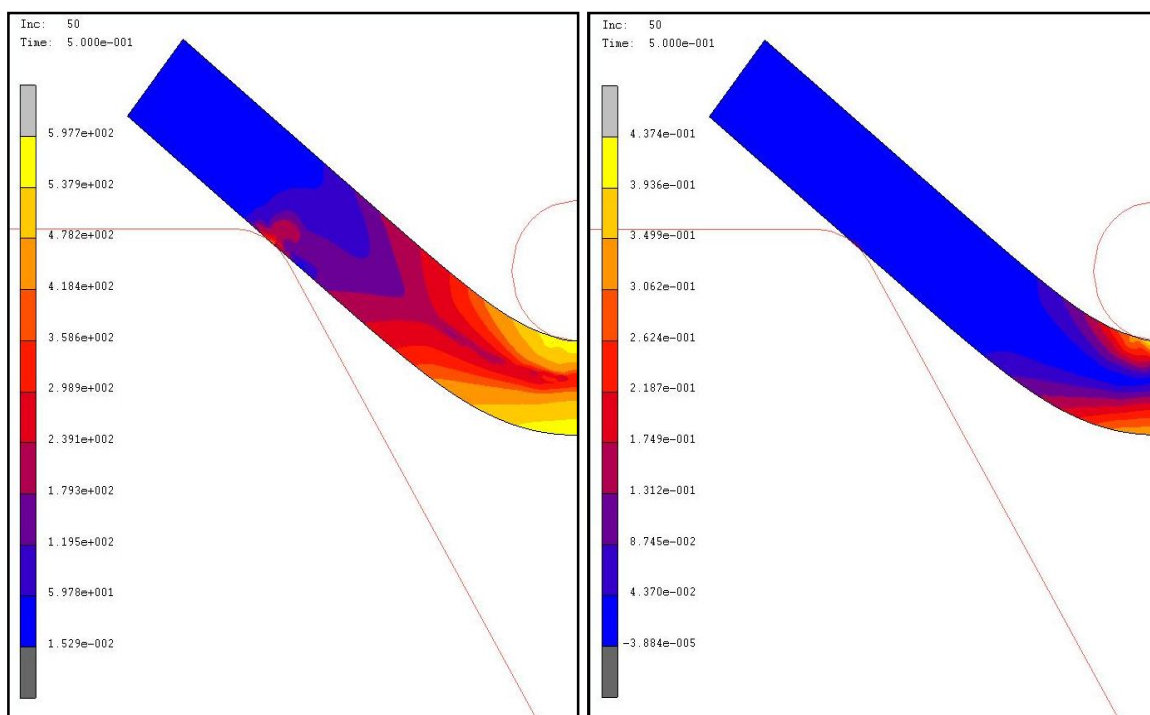 Inc: 50
Time: 5.000e-001
5.977e+002
5.379e+002
4.782e+002
4.184e+002
3.586e+002
2.989e+002
2.391e+002
1.793e+002
1.195e+002
5.978e+001
1.529e-002
Inc: 50
Time: 5.000e-001
4.374e-001
3.936e-001
3.499e-001
3.062e-001
2.624e-001
2.187e-001
1.749e-001
1.312e-001
8.745e-002
4.370e-002
-3.884e-005